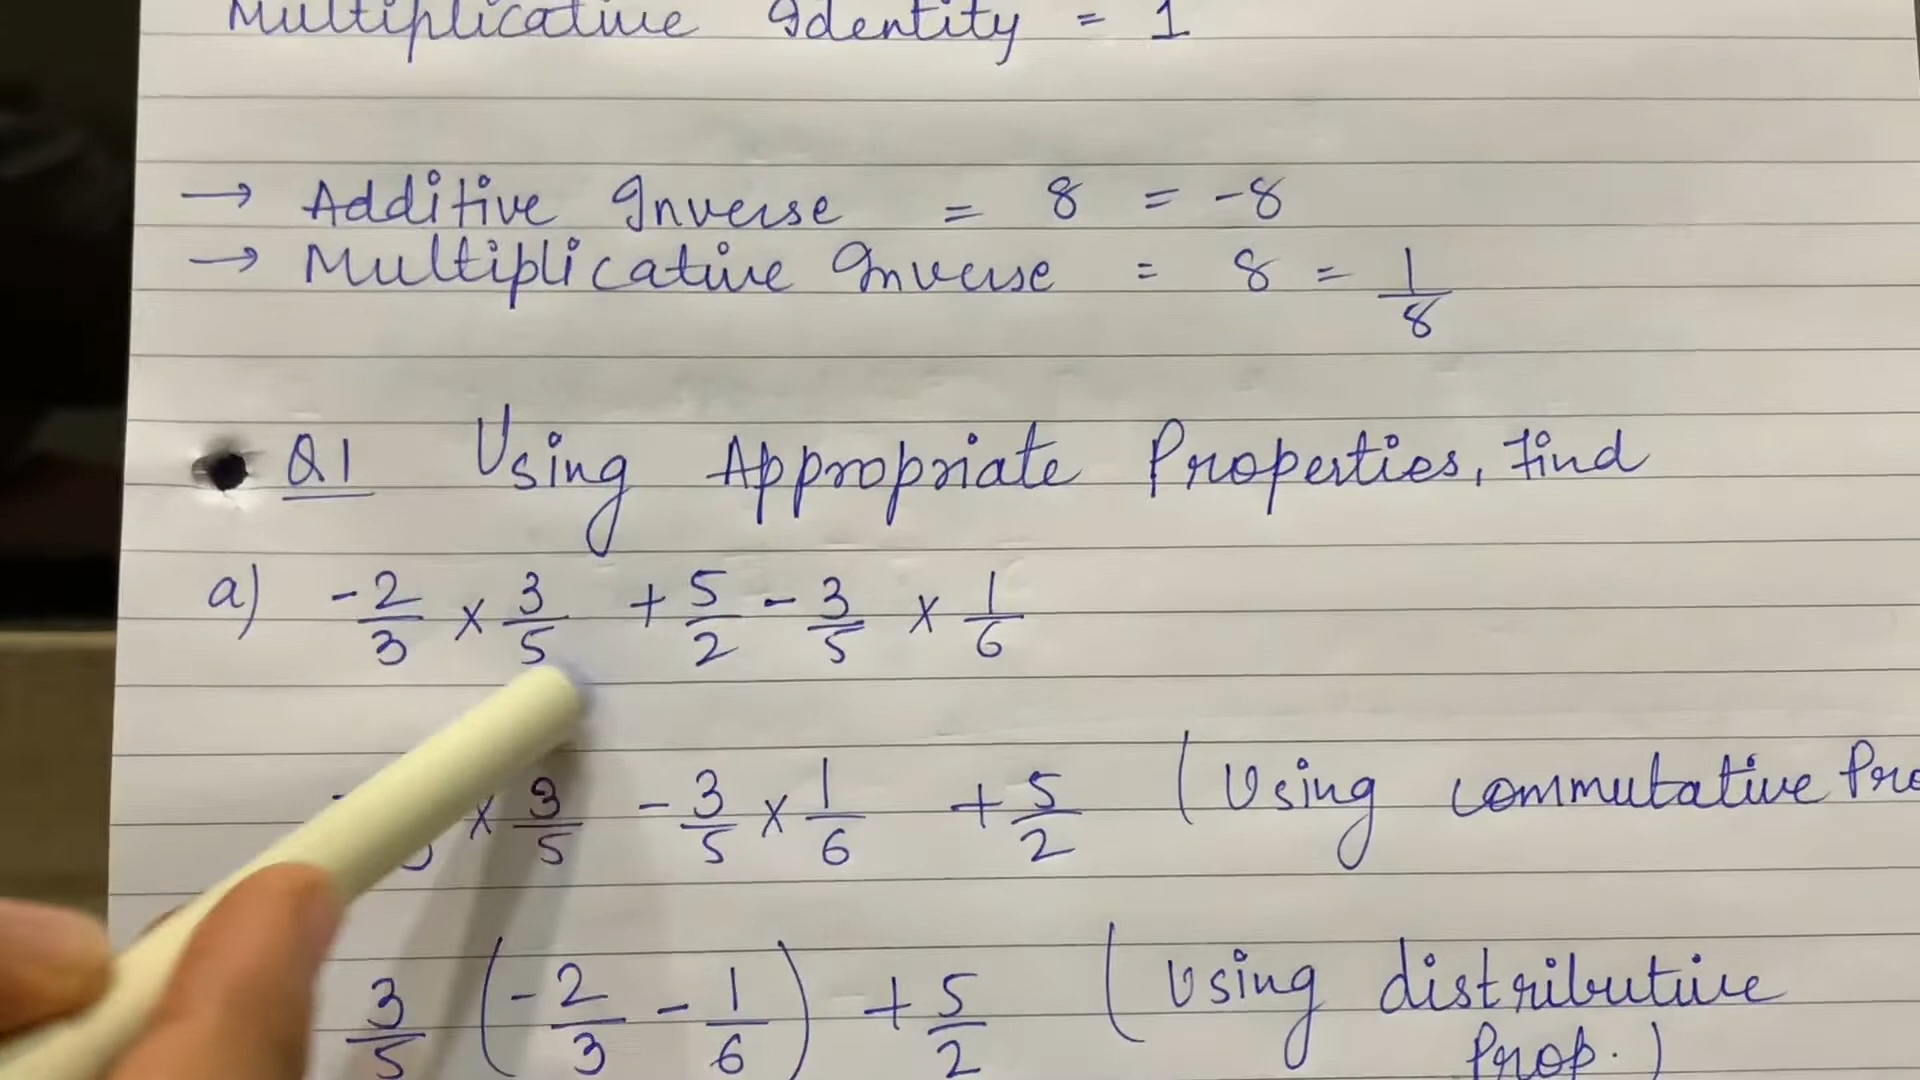 Multiplicative Identity = 1
→ Additive Inverse = 8 = -8
→ Multiplicative Inverse = 8 = 1/8
Q1 Using Appropriate Properties, find
a) -2/3 × 3/5 + 5/2 - 3/5 × 1/6
× 3/5 - 3/5 × 1/6 + 5/2 (Using commutative
3/5 (-2/3 - 1/6) + 5/2 (Using distributive
Prop.)